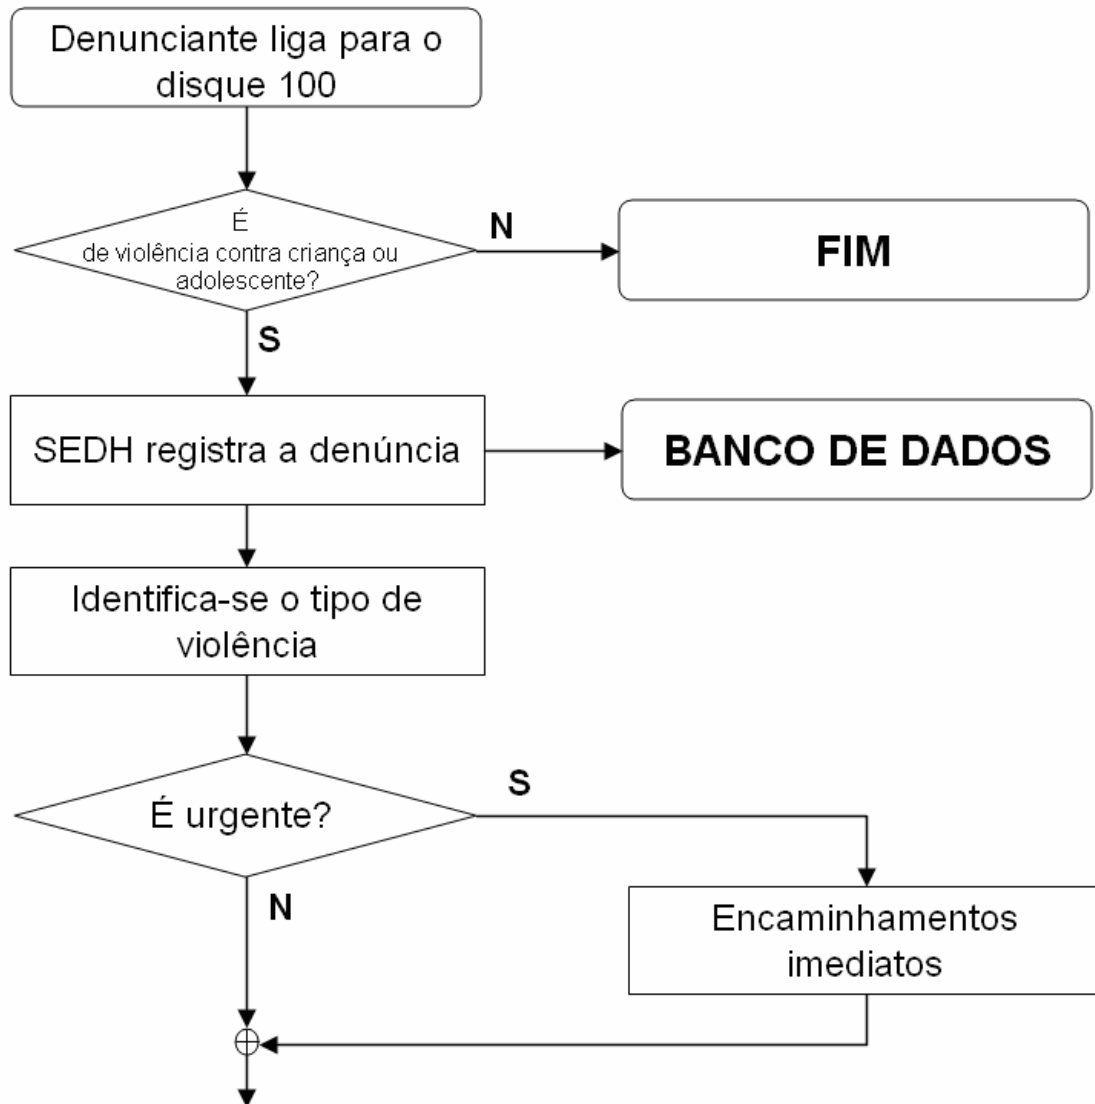 Denunciante liga para o
disque 100
É
de violência contra criança ou
adolescente?
N
FIM
S
SEDH registra a denúncia
BANCO DE DADOS
Identifica-se o tipo de
violência
É urgente?
S
N
Encaminhamentos
imediatos